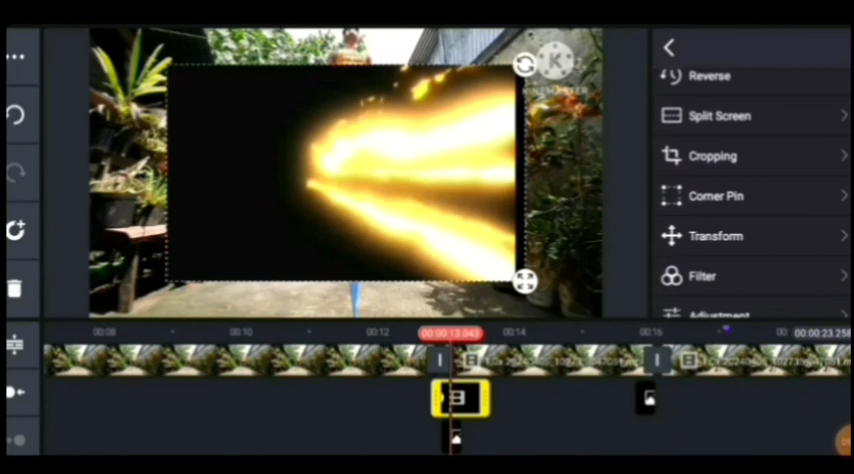 K
KINEMASTER
Reverse
Split Screen
Cropping
Corner Pin
Transform
Filter
Adjustment
00:08
00:10
00:12
00:00:13.043
00:14
00:16
00:00:23.258